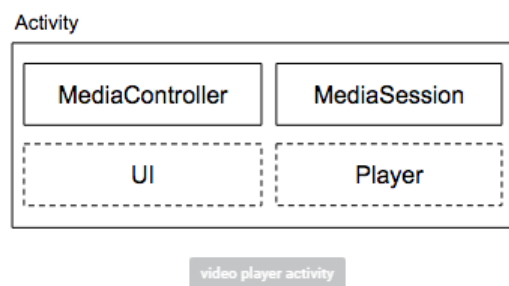 Activity
MediaController
MediaSession
UI
Player
video player activity